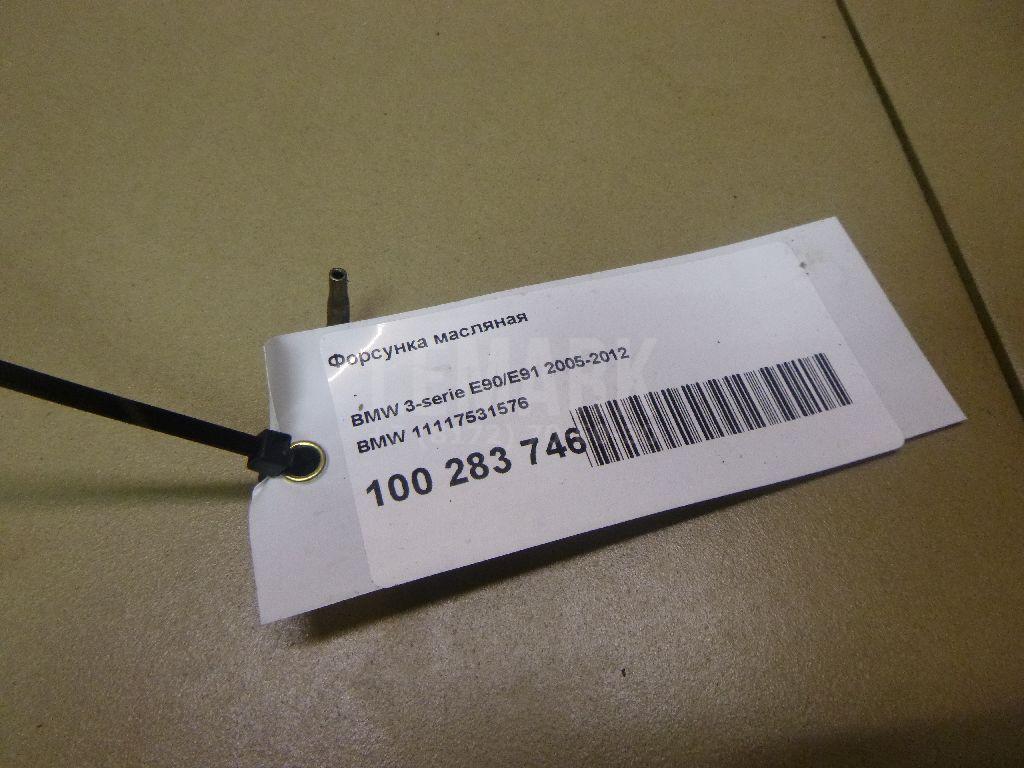 Форсунка масляная
BMW 3-serie E90/E91 2005-2012
BMW 11117531576
100 283 746